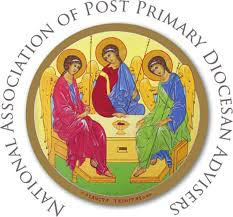 NATIONAL ASSOCIATION OF POST PRIMARY DIOCESAN ADVISERS